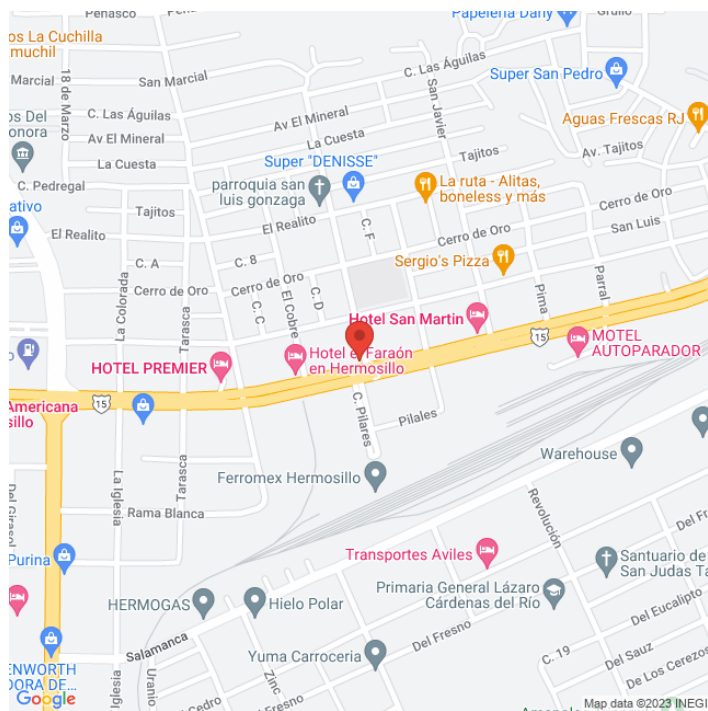 Peñasco
Grullo
Papelería Dany
os La Cuchilla
muchil
C. Las Águilas
Marcial
San Marcial
Super San Pedro
18 de Marzo
C. Las Águilas
Av El Mineral
San Javier
Aguas Frescas RJ
os Del
onora
Av El Mineral
La Cuesta
La Cuesta
Tajitos
Av. Tajitos
Super "DENISSE"
C. Pedregal
parroquia san
luis gonzaga
La ruta - Alitas,
boneless y más
ativo
Tajitos
El Realito
El Realito
C. F
Cerro de Oro
San Luis
Cerro de Oro
C. A
C. 8
Sergio's Pizza
Cerro de Oro
Cerro de Oro
La Colorada
Tarasca
C. C
El Cobre
C. D
Pima
Parral
Hotel San Martin
15
MOTEL
AUTOPARADOR
o
HOTEL PREMIER
Hotel el Faraón
en Hermosillo
Americana
sillo
15
C. Pilares
Pilales
La Iglesia
Tarasca
Ferromex Hermosillo
Warehouse
Del Girasol
Rama Blanca
Revolución
Del Fre
Purina
Transportes Aviles
Santuario de
San Judas Ta
Primaria General Lázaro
Cárdenas del Río
HERMOGAS
Hielo Polar
Del Eucalipto
Salamanca
Del Fresno
Del Sauz
Yuma Carroceria
C. 19
De Los Cerezos
ENWORTH
DORA DE...
Iglesia
Uranio
Zinc
Cedro
Del Fresno
Google
Map data ©2023 INEGI